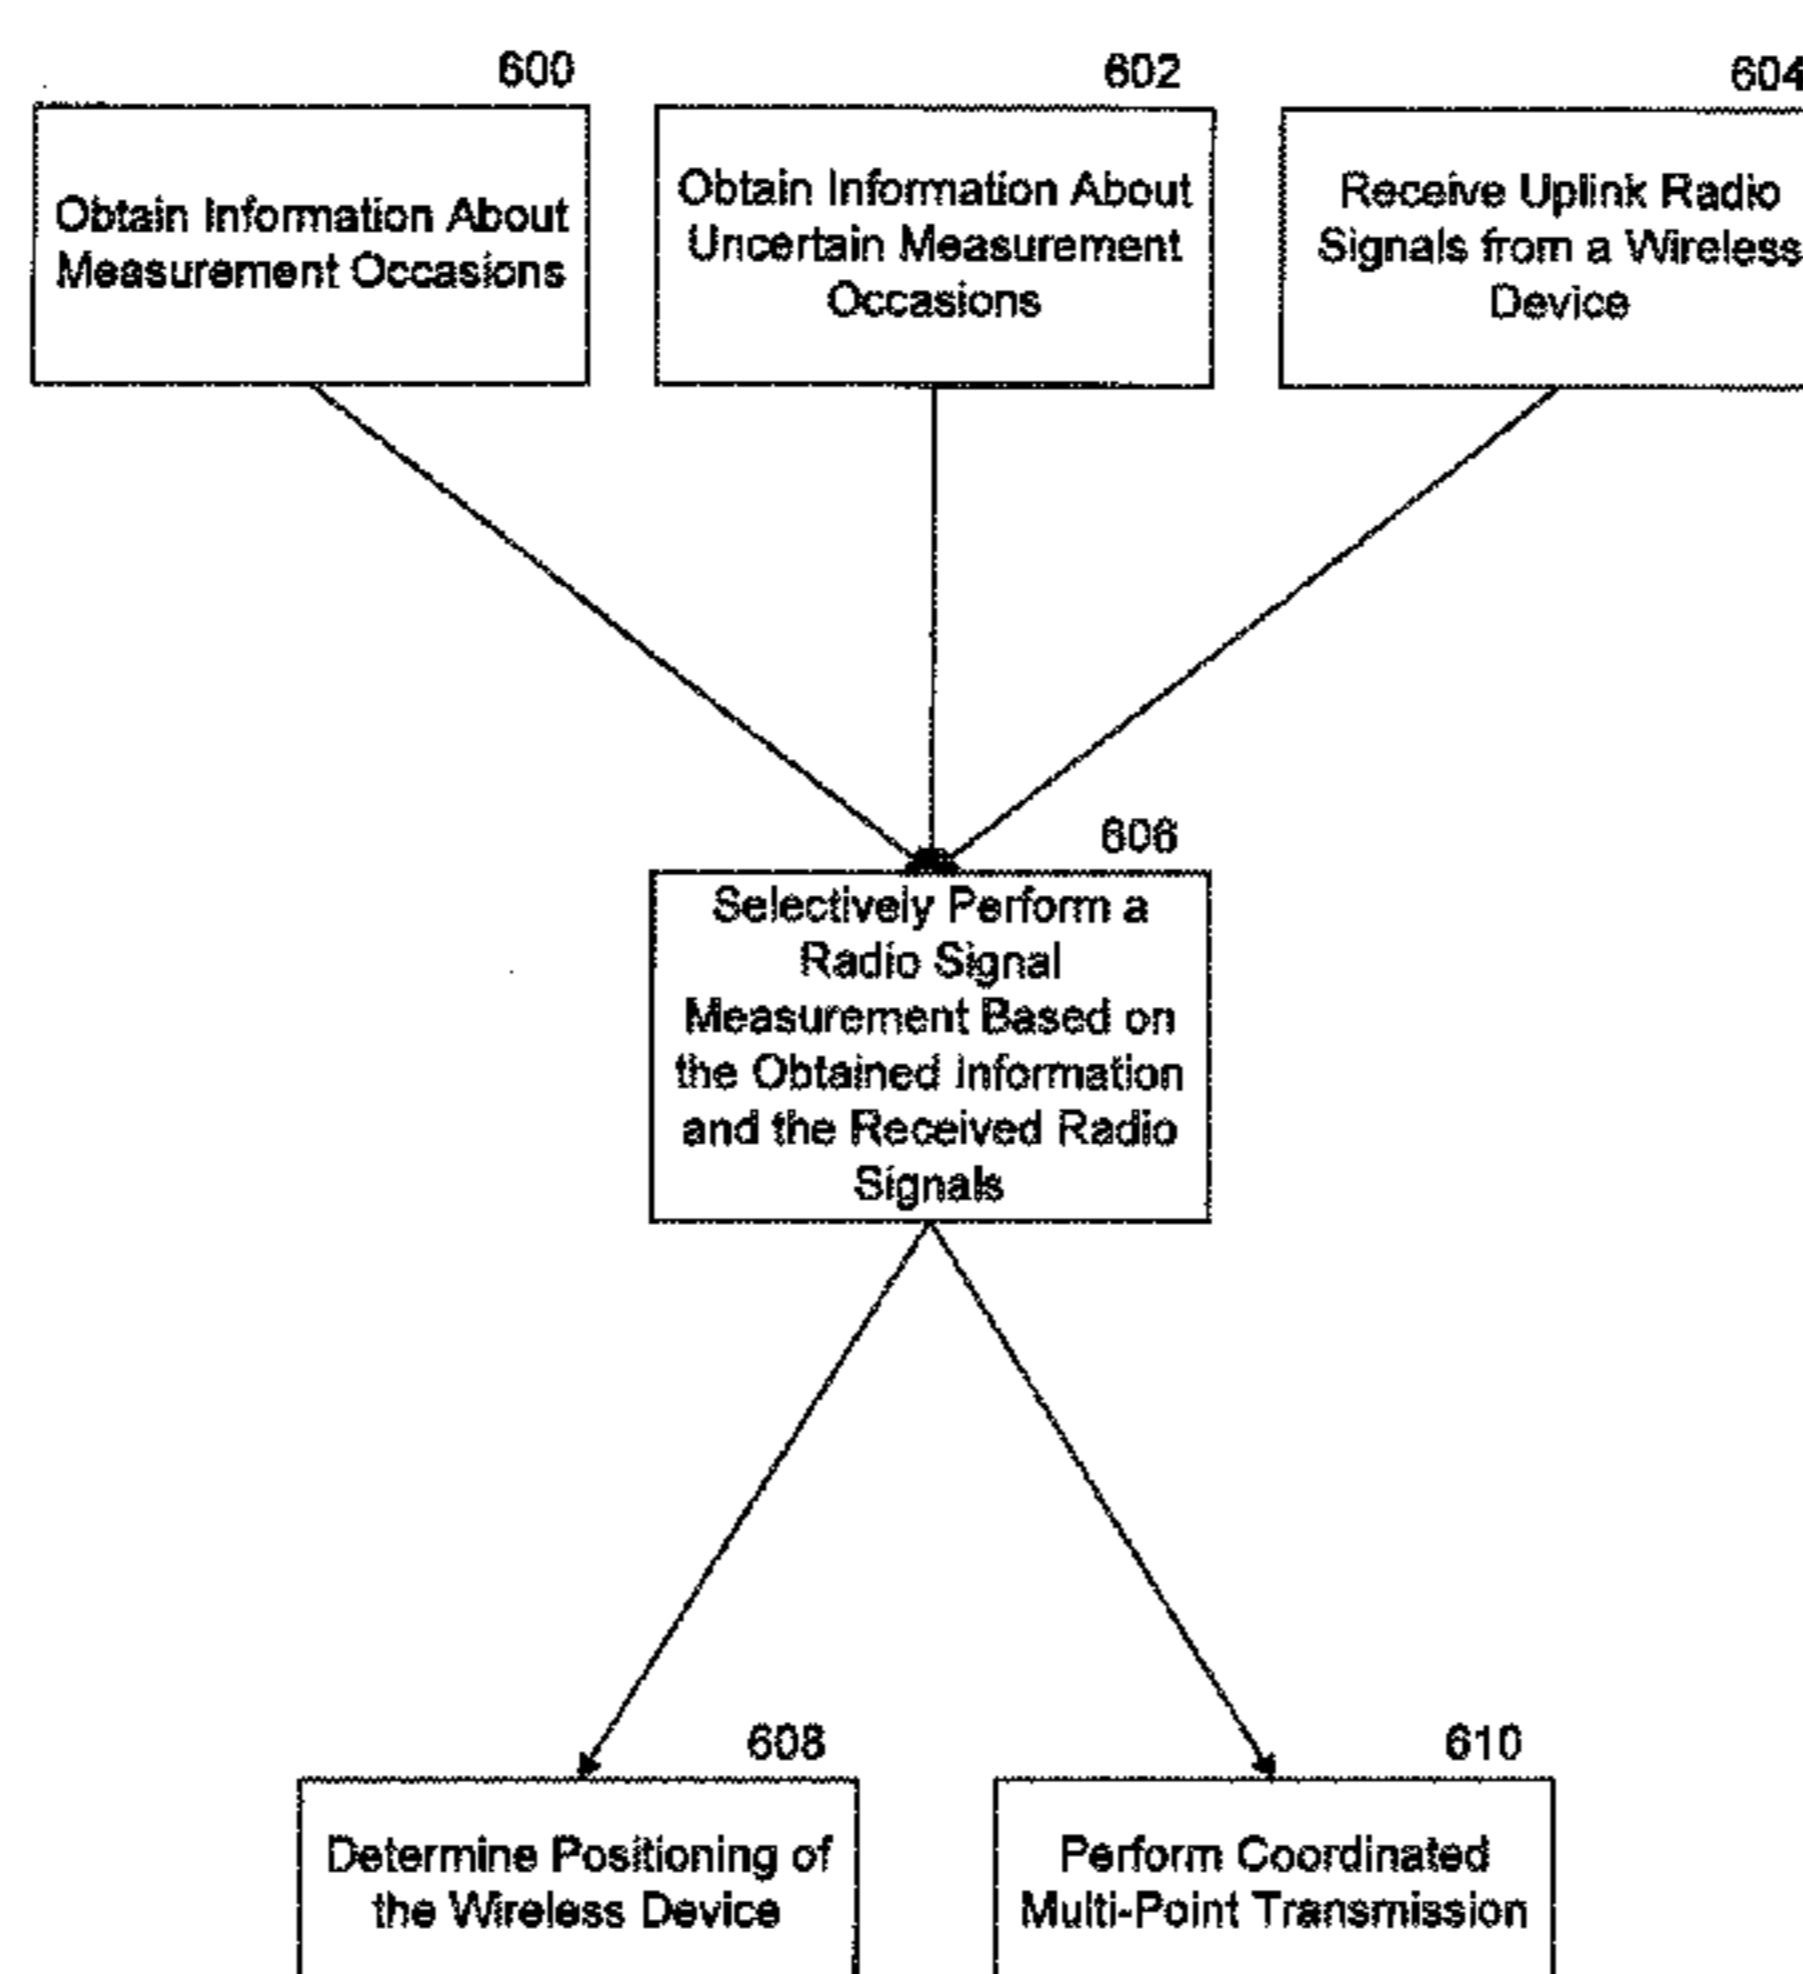 600
Obtain Information About
Measurement Occasions
602
Obtain Information About
Uncertain Measurement
Occasions
604
Receive Uplink Radio
Signals from a Wireless
Device
606
Selectively Perform a
Radio Signal
Measurement Based on
the Obtained Information
and the Received Radio
Signals
608
Determine Positioning of
the Wireless Device
610
Perform Coordinated
Multi-Point Transmission